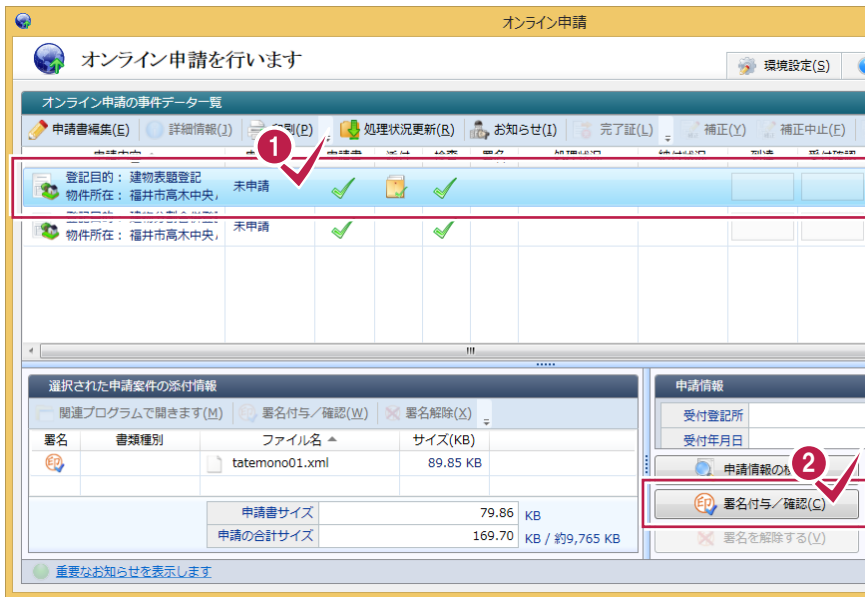 オンライン申請
オンライン申請を行います
環境設定(S)
オンライン申請の事件データ一覧
申請書編集(E) 詳細情報(J) (P) 処理状況更新(R) お知らせ(I) 完了証(L) 補正(Y) 補正中止(F)
1
登記目的： 建物表題登記
物件所在： 福井市高木中央,
未申請
物件所在： 福井市高木中央,
未申請
選択された申請案件の添付情報
関連プログラムで開きます(M) 署名付与／確認(W) 署名解除(X)
署名 書類種別 ファイル名 サイズ(KB)
印 tatemono01.xml 89.85 KB
申請書サイズ 79.86 KB
申請の合計サイズ 169.70 KB / 約9,765 KB
申請情報
受付登記所
受付年月日
申請情報の
2
印 署名付与／確認(C)
署名を解除する(V)
重要なお知らせを表示します